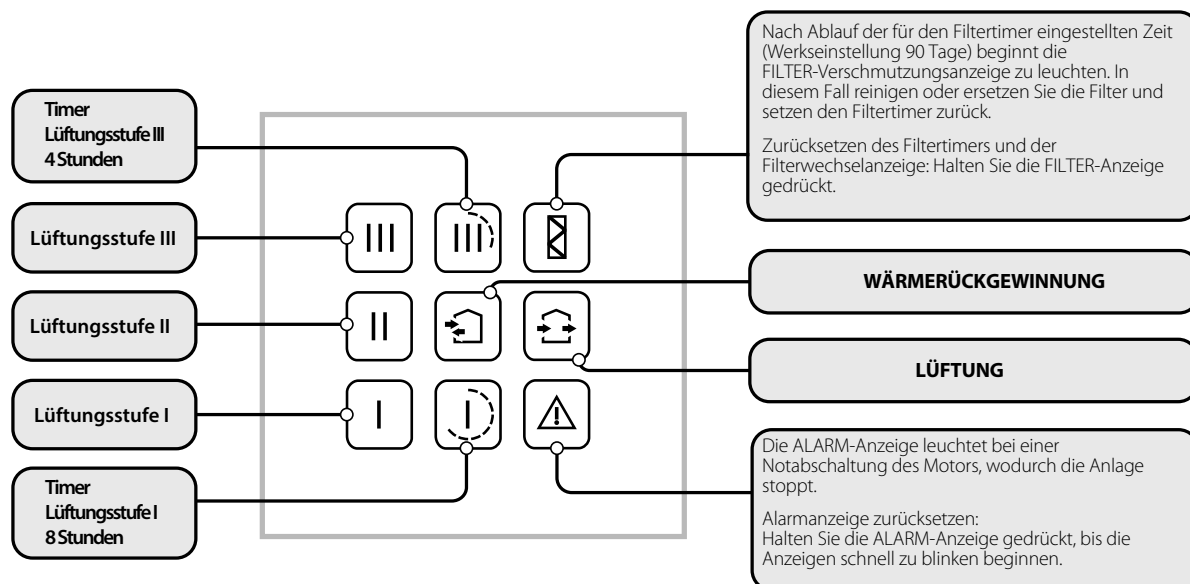 Timer
Lüftungsstufe III
4 Stunden
Lüftungsstufe III
Lüftungsstufe II
Lüftungsstufe I
Timer
Lüftungsstufe I
8 Stunden
III
III
II
I
I
Nach Ablauf der für den Filtertimer eingestellten Zeit
(Werkseinstellung 90 Tage) beginnt die
FILTER-Verschmutzungsanzeige zu leuchten. In
diesem Fall reinigen oder ersetzen Sie die Filter und
setzen den Filtertimer zurück.
Zurücksetzen des Filtertimers und der
Filterwechselanzeige: Halten Sie die FILTER-Anzeige
gedrückt.
WÄRMERÜCKGEWINNUNG
LÜFTUNG
Die ALARM-Anzeige leuchtet bei einer
Notabschaltung des Motors, wodurch die Anlage
stoppt.
Alarmanzeige zurücksetzen:
Halten Sie die ALARM-Anzeige gedrückt, bis die
Anzeigen schnell zu blinken beginnen.